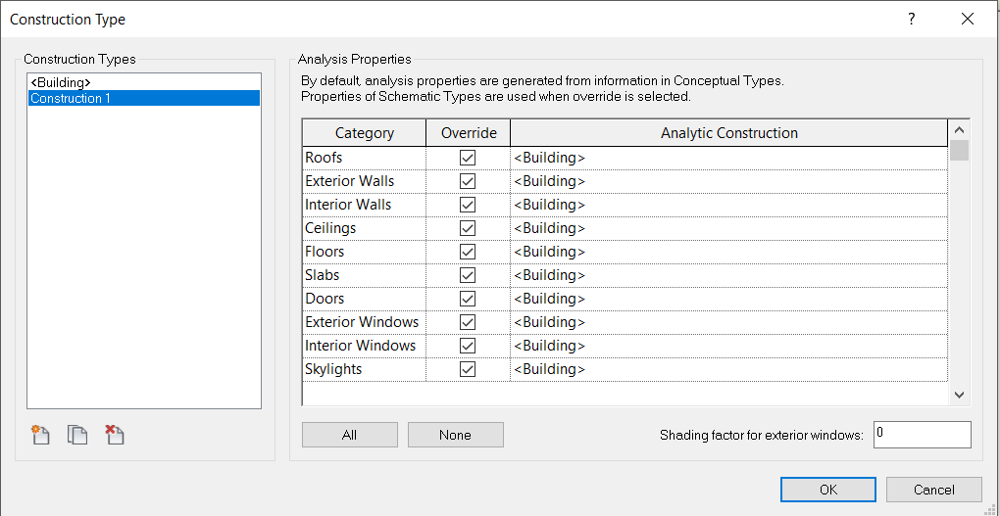 Construction Type
?
Construction Types
<Building>
Construction 1
Analysis Properties
By default, analysis properties are generated from information in Conceptual Types.
Properties of Schematic Types are used when override is selected.
Category Override Analytic Construction
Roofs <Building>
Exterior Walls <Building>
Interior Walls <Building>
Ceilings <Building>
Floors <Building>
Slabs <Building>
Doors <Building>
Exterior Windows <Building>
Interior Windows <Building>
Skylights <Building>
All None Shading factor for exterior windows: 0
OK Cancel